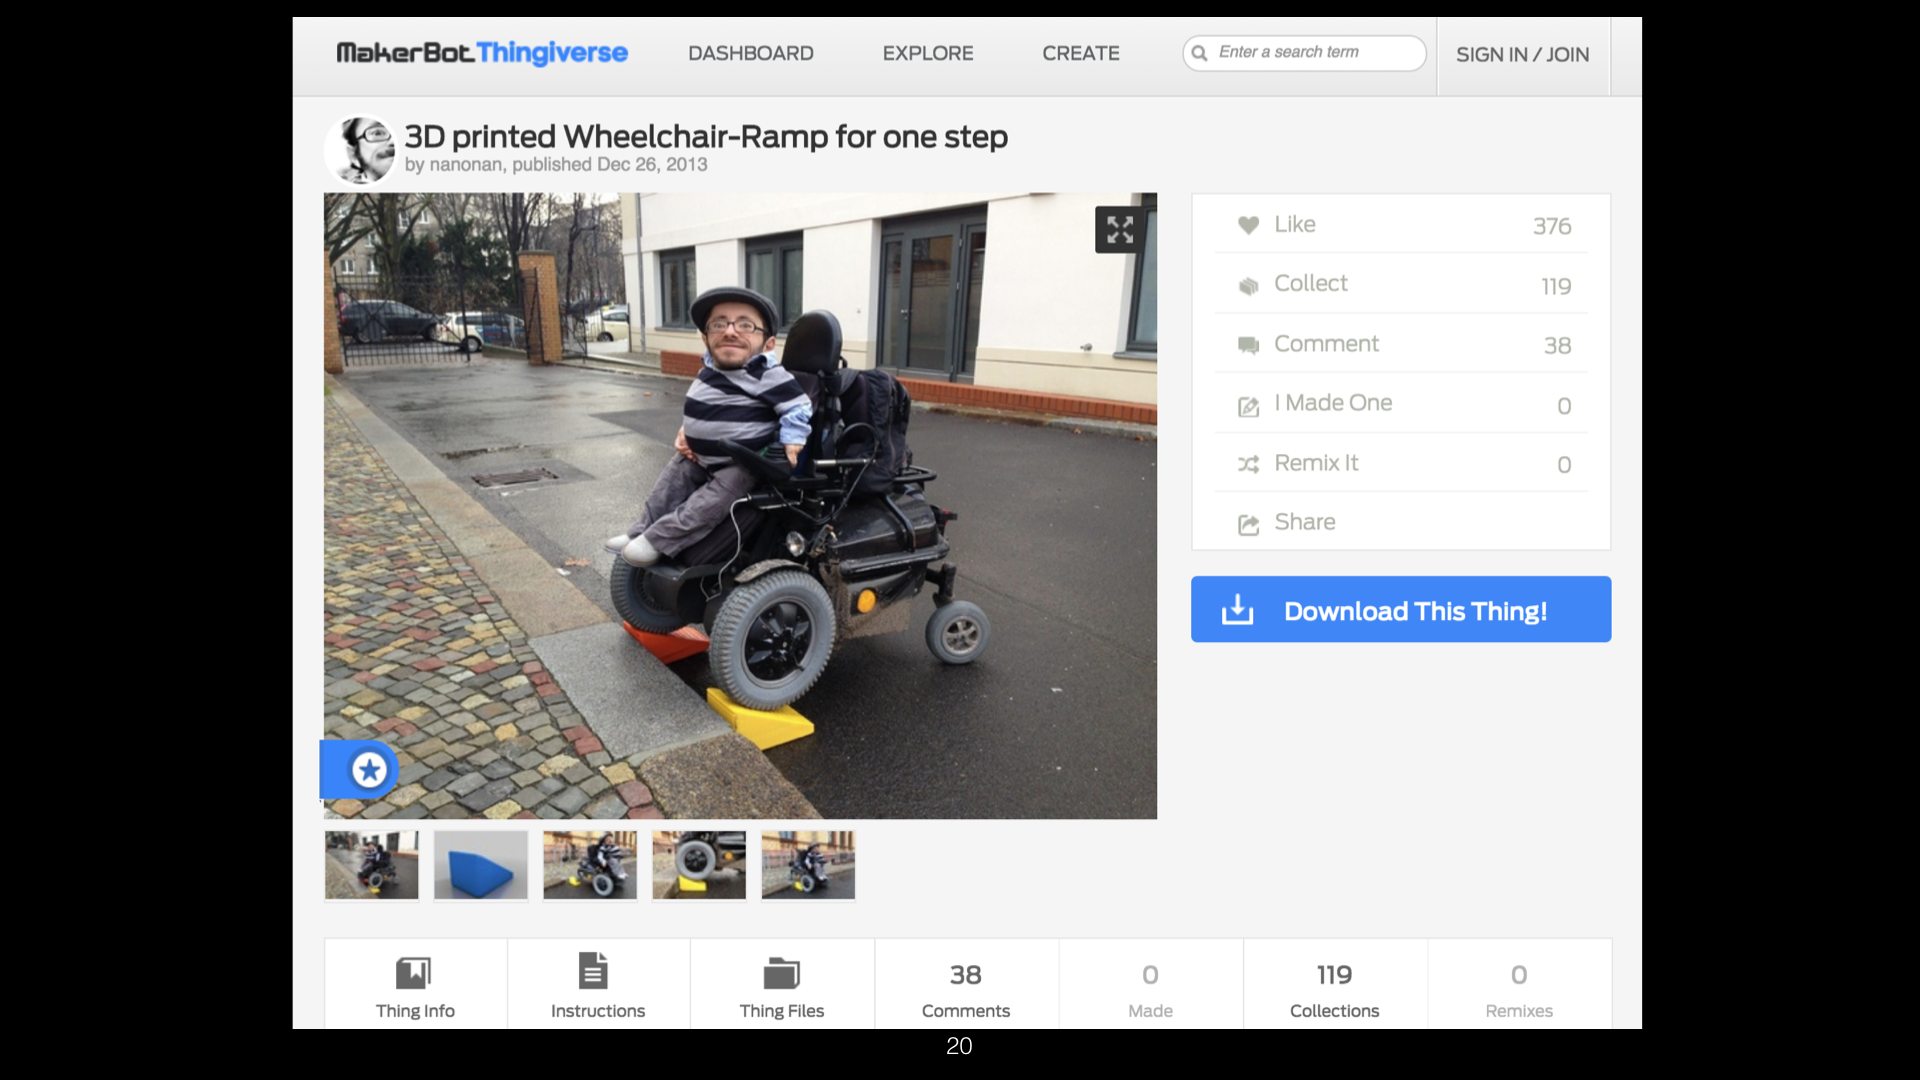 MakerBot Thingiverse
DASHBOARD
EXPLORE
CREATE
Enter a search term
SIGN IN / JOIN
3D printed Wheelchair-Ramp for one step
by nanonan, published Dec 26, 2013
Like 376
Collect 119
Comment 38
I Made One 0
Remix It 0
Share
Download This Thing!
Thing Info
Instructions
Thing Files
38
Comments
0
Made
119
Collections
0
Remixes
20